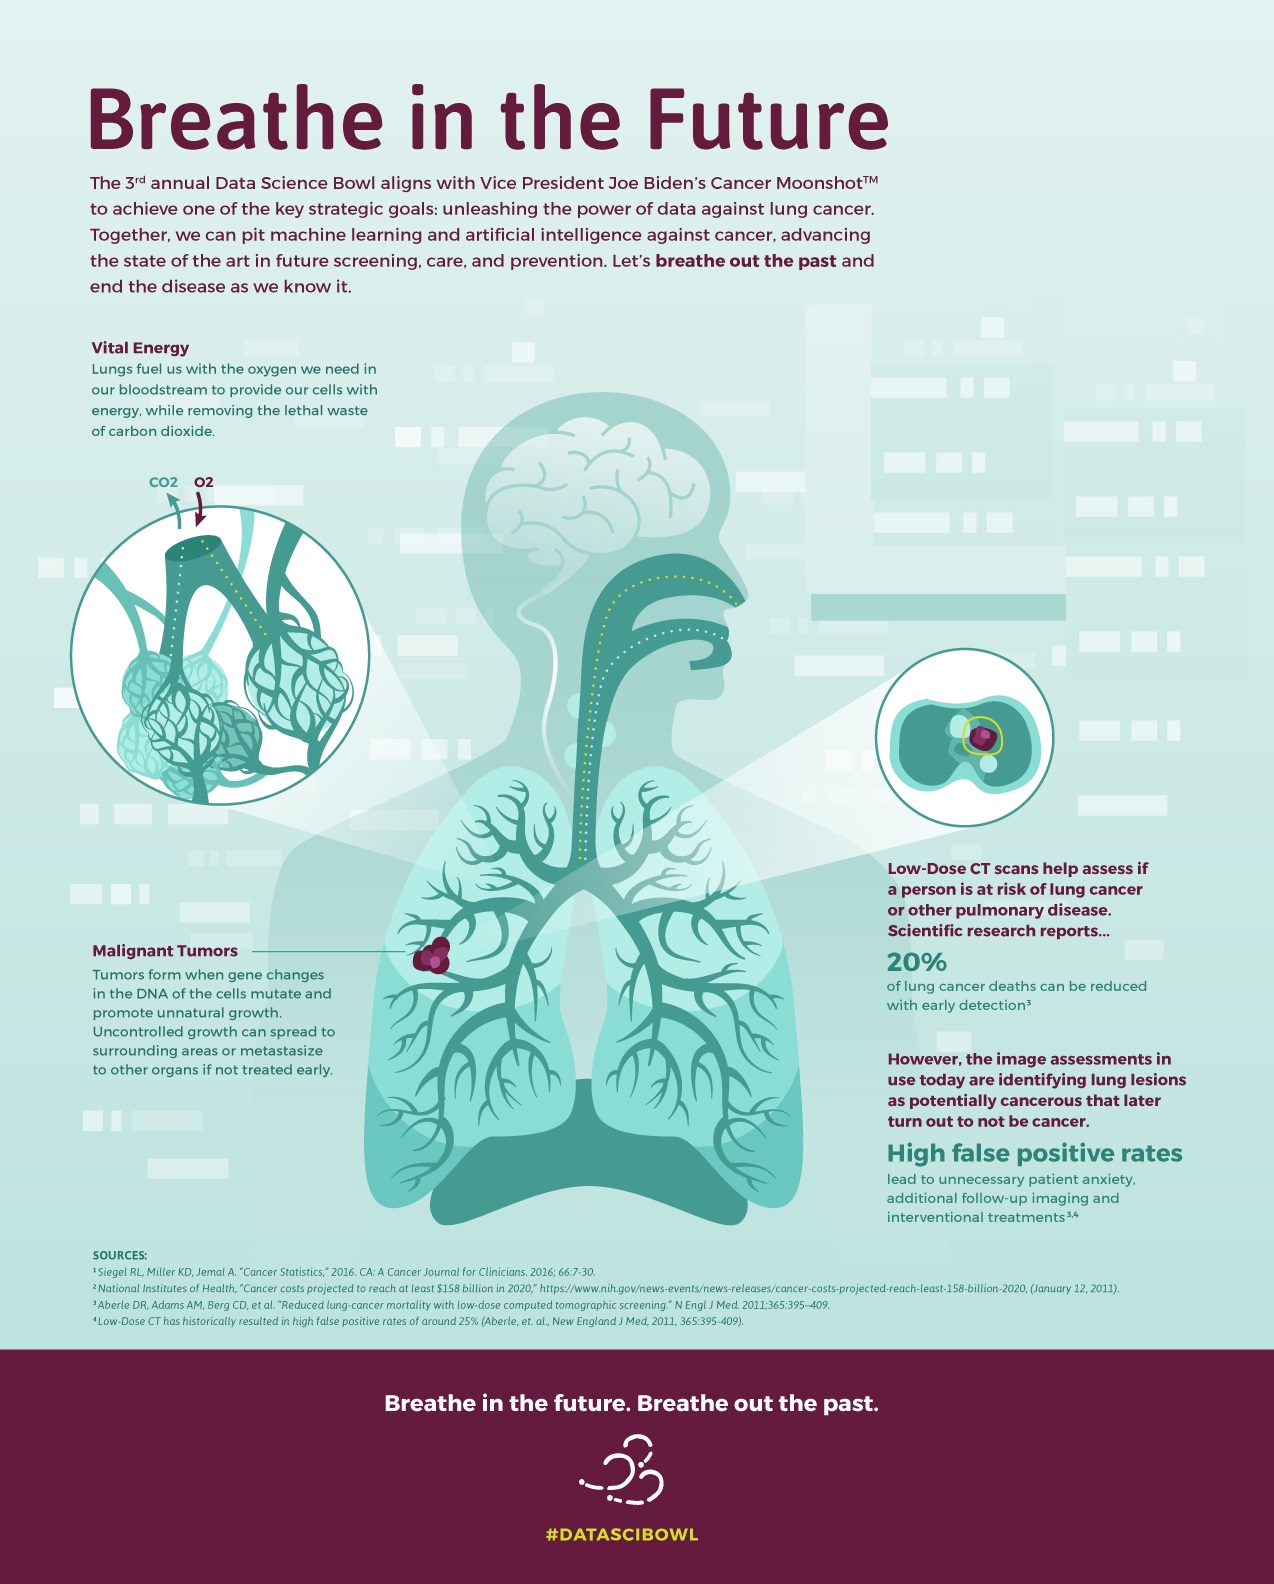 Breathe in the Future
The 3rd annual Data Science Bowl aligns with Vice President Joe Biden's Cancer Moonshot™
to achieve one of the key strategic goals: unleashing the power of data against lung cancer.
Together, we can pit machine learning and artificial intelligence against cancer, advancing
the state of the art in future screening, care, and prevention. Let's breathe out the past and
end the disease as we know it.
Vital Energy
Lungs fuel us with the oxygen we need in
our bloodstream to provide our cells with
energy, while removing the lethal waste
of carbon dioxide.
CO2 O2
Malignant Tumors
Tumors form when gene changes
in the DNA of the cells mutate and
promote unnatural growth.
Uncontrolled growth can spread to
surrounding areas or metastasize
to other organs if not treated early.
Low-Dose CT scans help assess if
a person is at risk of lung cancer
or other pulmonary disease.
Scientific research reports...
20%
of lung cancer deaths can be reduced
with early detection³
However, the image assessments in
use today are identifying lung lesions
as potentially cancerous that later
turn out to not be cancer.
High false positive rates
lead to unnecessary patient anxiety,
additional follow-up imaging and
interventional treatments³,⁴
SOURCES:
¹ Siegel RL, Miller KD, Jemal A. "Cancer Statistics," 2016. CA: A Cancer Journal for Clinicians. 2016; 66:7-30.
² National Institutes of Health, "Cancer costs projected to reach at least $158 billion in 2020," https://www.nih.gov/news-events/news-releases/cancer-costs-projected-reach-least-158-billion-2020, (January 12, 2011).
³ Aberle DR, Adams AM, Berg CD, et al. "Reduced lung-cancer mortality with low-dose computed tomographic screening." N Engl J Med. 2011;365:395–409.
⁴ Low-Dose CT has historically resulted in high false positive rates of around 25% (Aberle, et. al., New England J Med, 2011, 365:395-409).
Breathe in the future. Breathe out the past.
#DATASCIBOWL